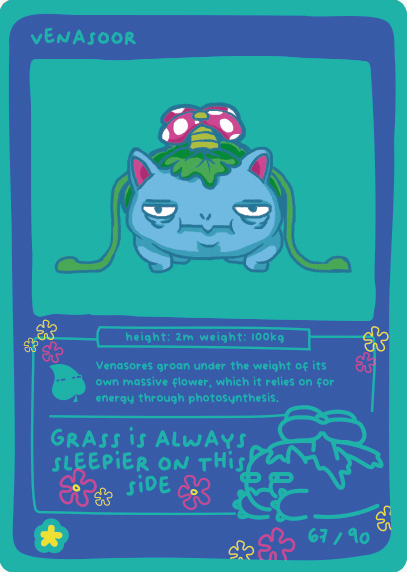 VENASOOR
height: 2m weight: 100kg
Venasores groan under the weight of its
own massive flower, which it relies on for
energy through photosynthesis.
GRASS iS ALWAYS
SLEEPiER ON THiS
SiDE
67/90